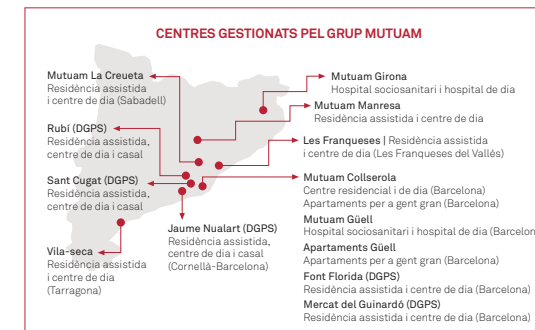 CENTRES GESTIONATS PEL GRUP MUTUAM
Mutuam La Creueta
Residència assistida
i centre de dia (Sabadell)
Rubí (DGPS)
Residència assistida,
centre de dia i casal
Sant Cugat (DGPS)
Residència assistida,
centre de dia i casal
Vila-seca
Residència assistida
i centre de dia
(Tarragona)
Jaume Nualart (DGPS)
Residència assistida,
centre de dia i casal
(Cornellà-Barcelona)
Mutuam Girona
Hospital sociosanitari i hospital de dia
Mutuam Manresa
Residència assistida i centre de dia
Les Franqueses | Residència assistida
i centre de dia (Les Franqueses del Vallès)
Mutuam Collserola
Centre residencial i de dia (Barcelona)
Apartaments per a gent gran (Barcelona)
Mutuam Güell
Hospital sociosanitari i hospital de dia (Barcelon
Apartaments Güell
Apartaments per a gent gran (Barcelona)
Font Florida (DGPS)
Residència assistida i centre de dia (Barcelona)
Mercat del Guinardó (DGPS)
Residència assistida i centre de dia (Barcelona)